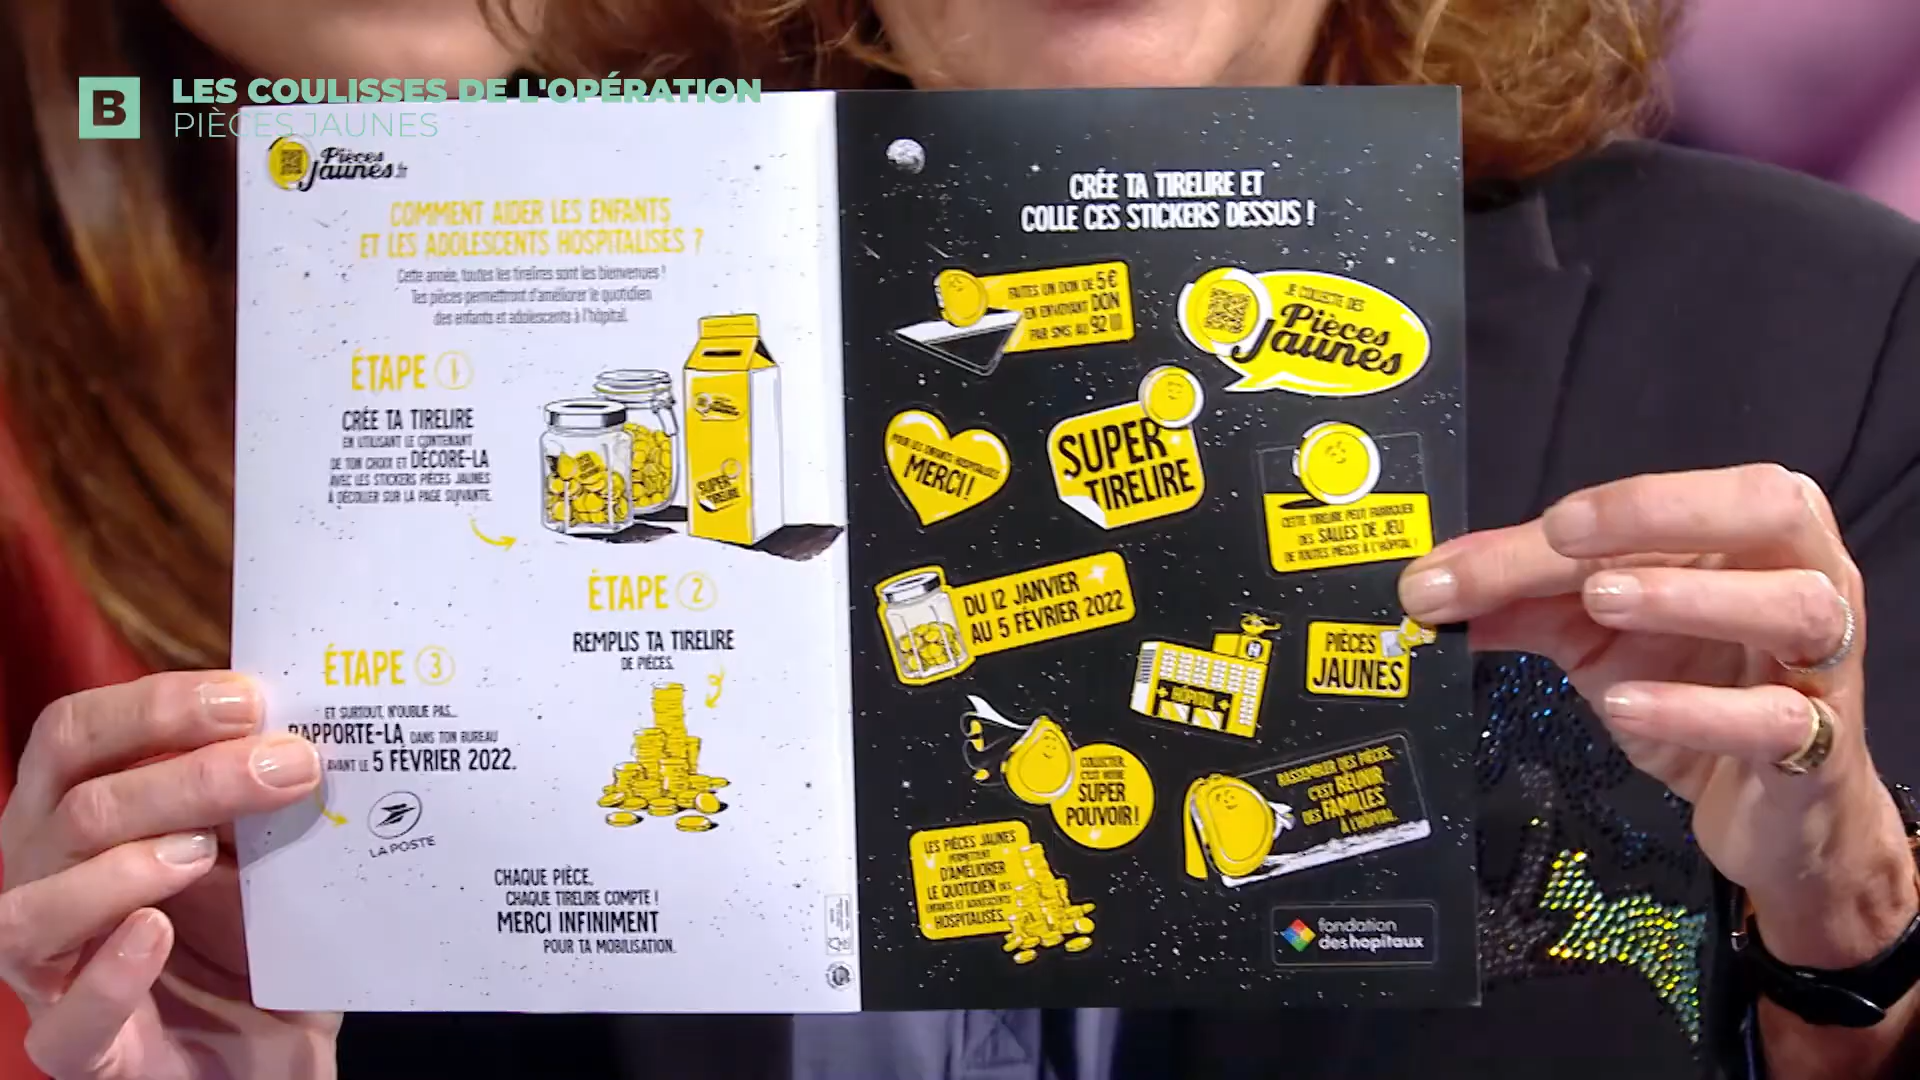 B
LES COULISSES DE L'OPÉRATION
PIÈCES JAUNES
Pièces
Jaunes.fr
COMMENT AIDER LES ENFANTS
ET LES ADOLESCENTS HOSPITALISÉS ?
Cette année, toutes les tirelires sont les bienvenues !
Tes pièces permettront d'améliorer le quotidien
des enfants et adolescents à l'hôpital.
ÉTAPE 1
CRÉE TA TIRELIRE
EN UTILISANT LE CONTENANT
DE TON CHOIX ET DÉCORE-LA
AVEC LES STICKERS PIÈCES JAUNES
À DÉCOLLER SUR LA PAGE SUIVANTE.
SUPER
TIRELIRE
ÉTAPE 2
REMPLIS TA TIRELIRE
DE PIÈCES.
ÉTAPE 3
ET SURTOUT, N'OUBLIE PAS...
RAPPORTE-LA DANS TON BUREAU
AVANT LE 5 FÉVRIER 2022.
LA POSTE
CHAQUE PIÈCE,
CHAQUE TIRELIRE COMPTE !
MERCI INFINIMENT
POUR TA MOBILISATION.
CRÉE TA TIRELIRE ET
COLLE CES STICKERS DESSUS !
FAITES UN DON DE 5€
EN ENVOYANT DON
PAR SMS AU 92 111
JE COLLECTE DES
Pièces
Jaunes
POUR LES ENFANTS HOSPITALISÉS
MERCI !
SUPER
TIRELIRE
CETTE TIRELIRE PEUT FABRIQUER
DES SALLES DE JEU
DE TOUTES PIÈCES À L'HÔPITAL !
DU 12 JANVIER
AU 5 FÉVRIER 2022
H
HÔPITAL
PIÈCES
JAUNES
COLLECTER,
C'EST NOTRE
SUPER
POUVOIR !
RASSEMBLER DES PIÈCES,
C'EST RÉUNIR
DES FAMILLES
À L'HÔPITAL.
LES PIÈCES JAUNES
PERMETTENT
D'AMÉLIORER
LE QUOTIDIEN DES
ENFANTS ET ADOLESCENTS
HOSPITALISÉS.
fondation
des hopitaux